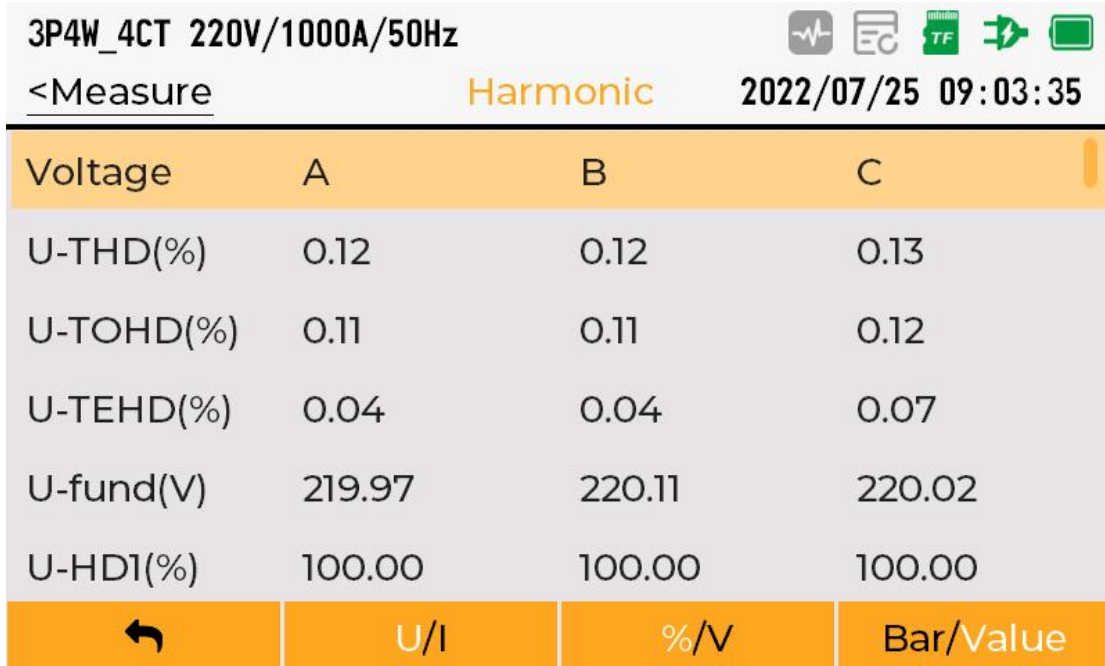 3P4W_4CT 220V/1000A/50Hz TF
<Measure Harmonic 2022/07/25 09:03:35
Voltage A B C
U-THD(%) 0.12 0.12 0.13
U-TOHD(%) 0.11 0.11 0.12
U-TEHD(%) 0.04 0.04 0.07
U-fund(V) 219.97 220.11 220.02
U-HD1(%) 100.00 100.00 100.00
U/I %/V Bar/Value